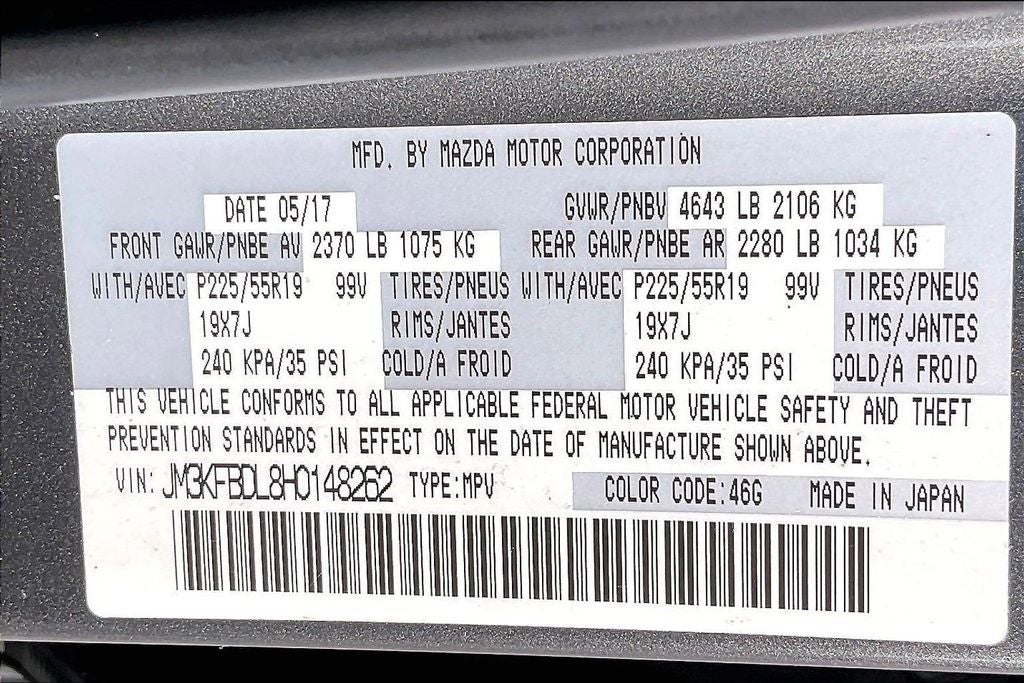 MFD. BY MAZDA MOTOR CORPORATION
DATE 05/17 GVWR/PNBV 4643 LB 2106 KG
FRONT GAWR/PNBE AV 2370 LB 1075 KG REAR GAWR/PNBE AR 2280 LB 1034 KG
WITH/AVEC P225/55R19 99V TIRES/PNEUS WITH/AVEC P225/55R19 99V TIRES/PNEUS
19X7J RIMS/JANTES 19X7J RIMS/JANTES
240 KPA/35 PSI COLD/A FROID 240 KPA/35 PSI COLD/A FROID
THIS VEHICLE CONFORMS TO ALL APPLICABLE FEDERAL MOTOR VEHICLE SAFETY AND THEFT
PREVENTION STANDARDS IN EFFECT ON THE DATE OF MANUFACTURE SHOWN ABOVE.
VIN: JM3KFBDL8H0148262 TYPE:MPV COLOR CODE:46G MADE IN JAPAN